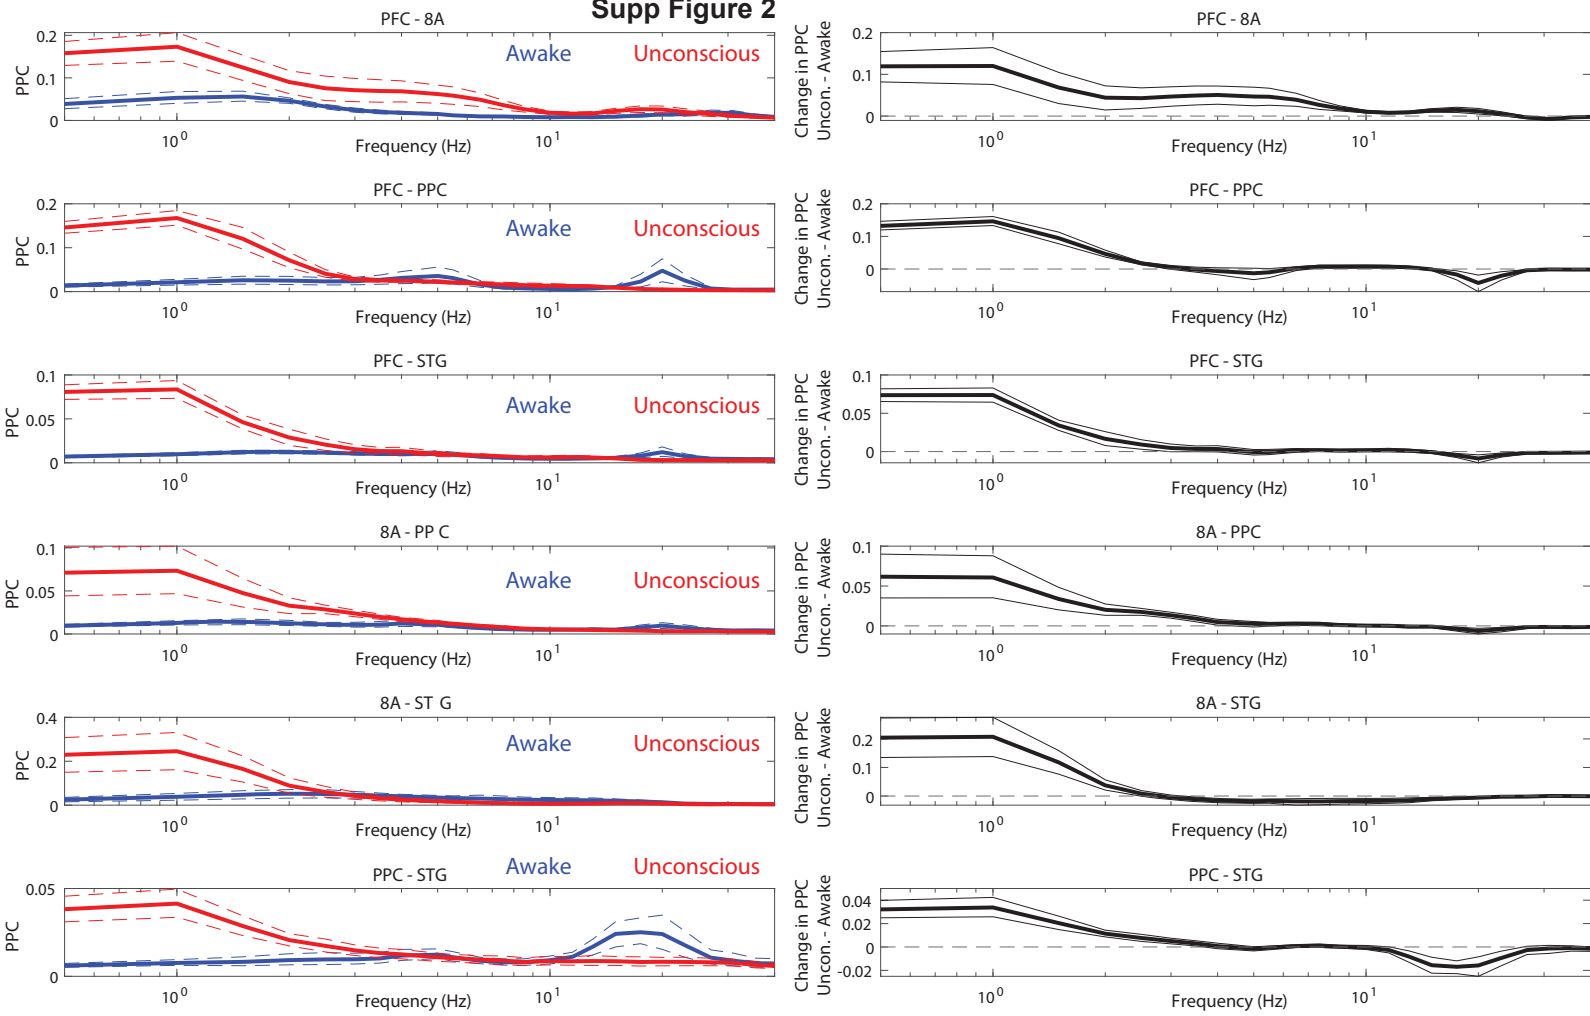 Supp Figure 2
PFC - 8A
PPC
0.2
0.1
0
Awake
Unconscious
10^0
Frequency (Hz)
10^1
PFC - 8A
Change in PPC
Uncon. - Awake
0.2
0.1
0
10^0
Frequency (Hz)
10^1
PFC - PPC
PPC
0.2
0.1
0
Awake
Unconscious
10^0
Frequency (Hz)
10^1
PFC - PPC
Change in PPC
Uncon. - Awake
0.2
0.1
0
10^0
Frequency (Hz)
10^1
PFC - STG
PPC
0.1
0.05
0
Awake
Unconscious
10^0
Frequency (Hz)
10^1
PFC - STG
Change in PPC
Uncon. - Awake
0.1
0.05
0
10^0
Frequency (Hz)
10^1
8A - PP C
PPC
0.1
0.05
0
Awake
Unconscious
10^0
Frequency (Hz)
10^1
8A - PPC
Change in PPC
Uncon. - Awake
0.1
0.05
0
10^0
Frequency (Hz)
10^1
8A - ST G
PPC
0.4
0.2
0
Awake
Unconscious
10^0
Frequency (Hz)
10^1
8A - STG
Change in PPC
Uncon. - Awake
0.2
0.1
0
10^0
Frequency (Hz)
10^1
PPC - STG
PPC
0.05
0
Awake
Unconscious
10^0
Frequency (Hz)
10^1
PPC - STG
Change in PPC
Uncon. - Awake
0.04
0.02
0
-0.02
10^0
Frequency (Hz)
10^1